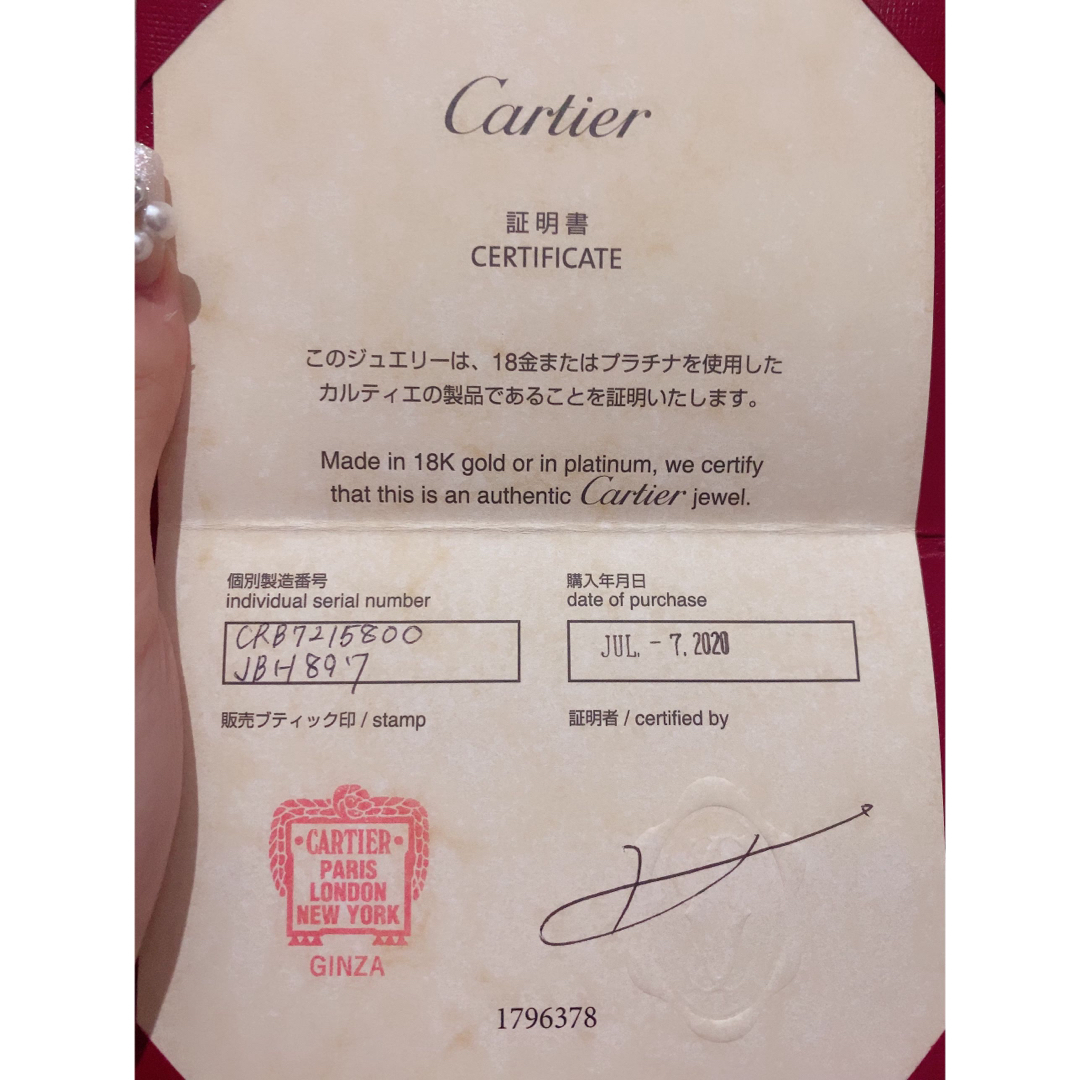 Cartier
証明書
CERTIFICATE
このジュエリーは、18金またはプラチナを使用した
カルティエの製品であることを証明いたします。
Made in 18K gold or in platinum, we certify
that this is an authentic Cartier jewel.
個別製造番号
individual serial number
CRB7215800
JBH897
購入年月日
date of purchase
JUL. - 7. 2020
販売ブティック印 / stamp
証明者 / certified by
CARTIER
PARIS
LONDON
NEW YORK
GINZA
1796378